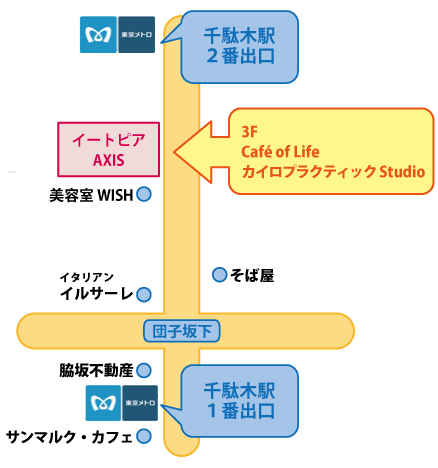 東京メトロ
千駄木駅
2番出口
イートピア
AXIS
3F
Café of Life
カイロプラクティック Studio
美容室 WISH
そば屋
イタリアン
イルサーレ
団子坂下
脇坂不動産
東京メトロ
千駄木駅
1番出口
サンマルク・カフェ